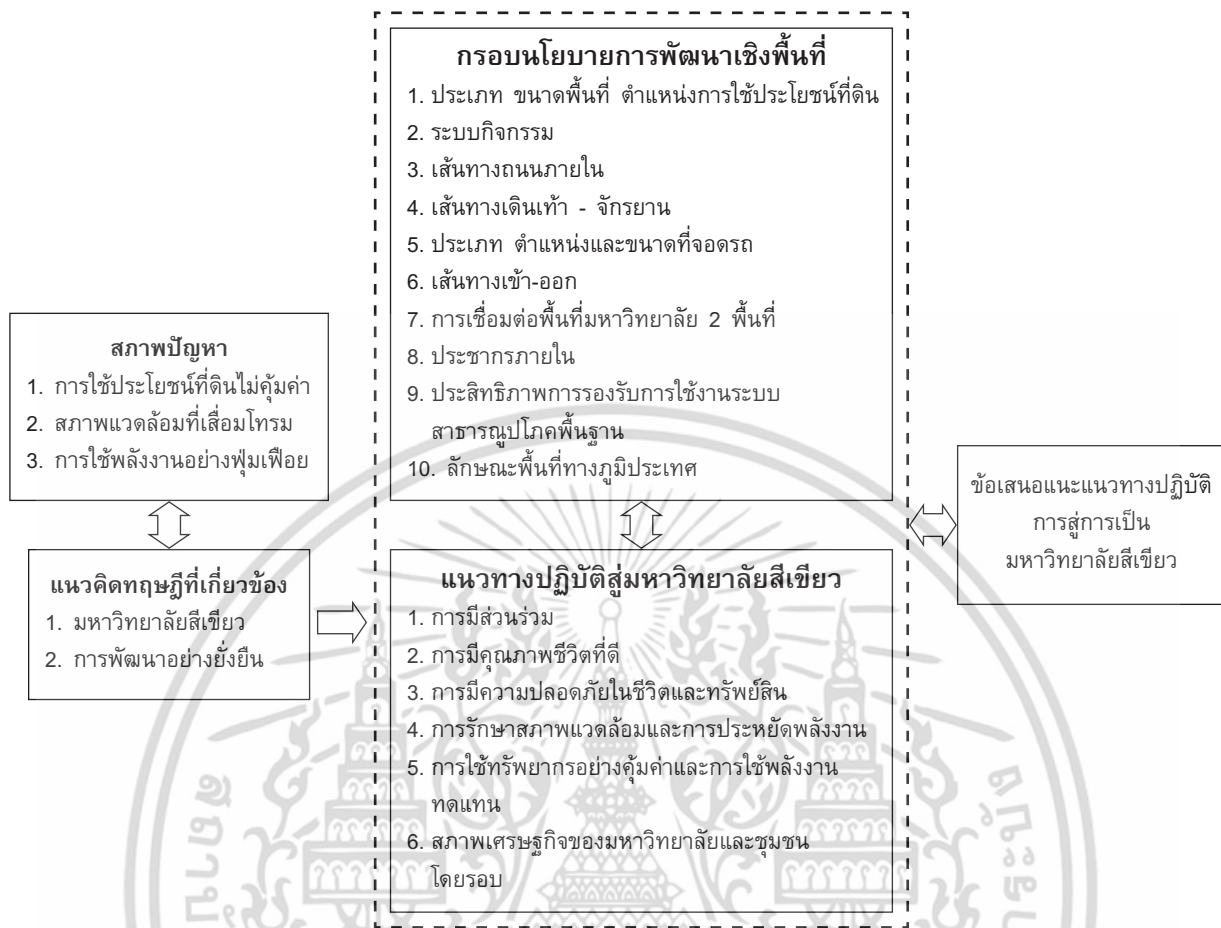 กรอบนโยบายการพัฒนาเชิงพื้นที่
1. ประเภท ขนาดพื้นที่ ตำแหน่งการใช้ประโยชน์ที่ดิน
2. ระบบกิจกรรม
3. เส้นทางถนนภายใน
4. เส้นทางเดินเท้า - จักรยาน
5. ประเภท ตำแหน่งและขนาดที่จอดรถ
6. เส้นทางเข้า-ออก
7. การเชื่อมต่อพื้นที่มหาวิทยาลัย 2 พื้นที่
8. ประชากรภายใน
9. ประสิทธิภาพการรองรับการใช้งานระบบ
สาธารณูปโภคพื้นฐาน
10. ลักษณะพื้นที่ทางภูมิประเทศ
สภาพปัญหา
1. การใช้ประโยชน์ที่ดินไม่คุ้มค่า
2. สภาพแวดล้อมที่เสื่อมโทรม
3. การใช้พลังงานอย่างฟุ่มเฟือย
แนวคิดทฤษฎีที่เกี่ยวข้อง
1. มหาวิทยาลัยสีเขียว
2. การพัฒนาอย่างยั่งยืน
แนวทางปฏิบัติสู่มหาวิทยาลัยสีเขียว
1. การมีส่วนร่วม
2. การมีคุณภาพชีวิตที่ดี
3. การมีความปลอดภัยในชีวิตและทรัพย์สิน
4. การรักษาสภาพแวดล้อมและการประหยัดพลังงาน
5. การใช้ทรัพยากรอย่างคุ้มค่าและการใช้พลังงาน
ทดแทน
6. สภาพเศรษฐกิจของมหาวิทยาลัยและชุมชน
โดยรอบ
ข้อเสนอแนะแนวทางปฏิบัติ
การสู่การเป็น
มหาวิทยาลัยสีเขียว